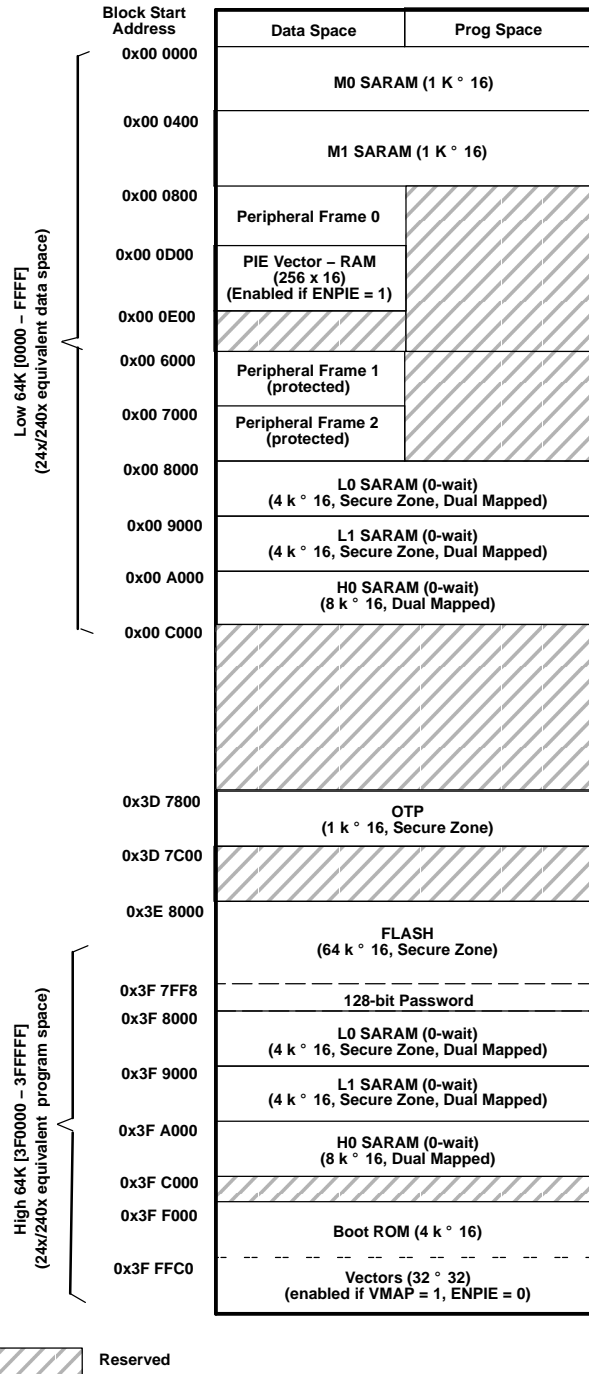 Block Start
Address
Data Space
Prog Space
0x00 0000
M0 SARAM (1 K ° 16)
0x00 0400
M1 SARAM (1 K ° 16)
0x00 0800
Peripheral Frame 0
0x00 0D00
PIE Vector – RAM
(256 x 16)
(Enabled if ENPIE = 1)
0x00 0E00
0x00 6000
Peripheral Frame 1
(protected)
0x00 7000
Peripheral Frame 2
(protected)
0x00 8000
L0 SARAM (0-wait)
(4 k ° 16, Secure Zone, Dual Mapped)
0x00 9000
L1 SARAM (0-wait)
(4 k ° 16, Secure Zone, Dual Mapped)
0x00 A000
H0 SARAM (0-wait)
(8 k ° 16, Dual Mapped)
0x00 C000
Low 64K [0000 – FFFF]
(24x/240x equivalent data space)
0x3D 7800
OTP
(1 k ° 16, Secure Zone)
0x3D 7C00
0x3E 8000
FLASH
(64 k ° 16, Secure Zone)
0x3F 7FF8
128-bit Password
0x3F 8000
L0 SARAM (0-wait)
(4 k ° 16, Secure Zone, Dual Mapped)
0x3F 9000
L1 SARAM (0-wait)
(4 k ° 16, Secure Zone, Dual Mapped)
0x3F A000
H0 SARAM (0-wait)
(8 k ° 16, Dual Mapped)
0x3F C000
0x3F F000
Boot ROM (4 k ° 16)
0x3F FFC0
Vectors (32 ° 32)
(enabled if VMAP = 1, ENPIE = 0)
High 64K [3F0000 – 3FFFFF]
(24x/240x equivalent program space)
Reserved